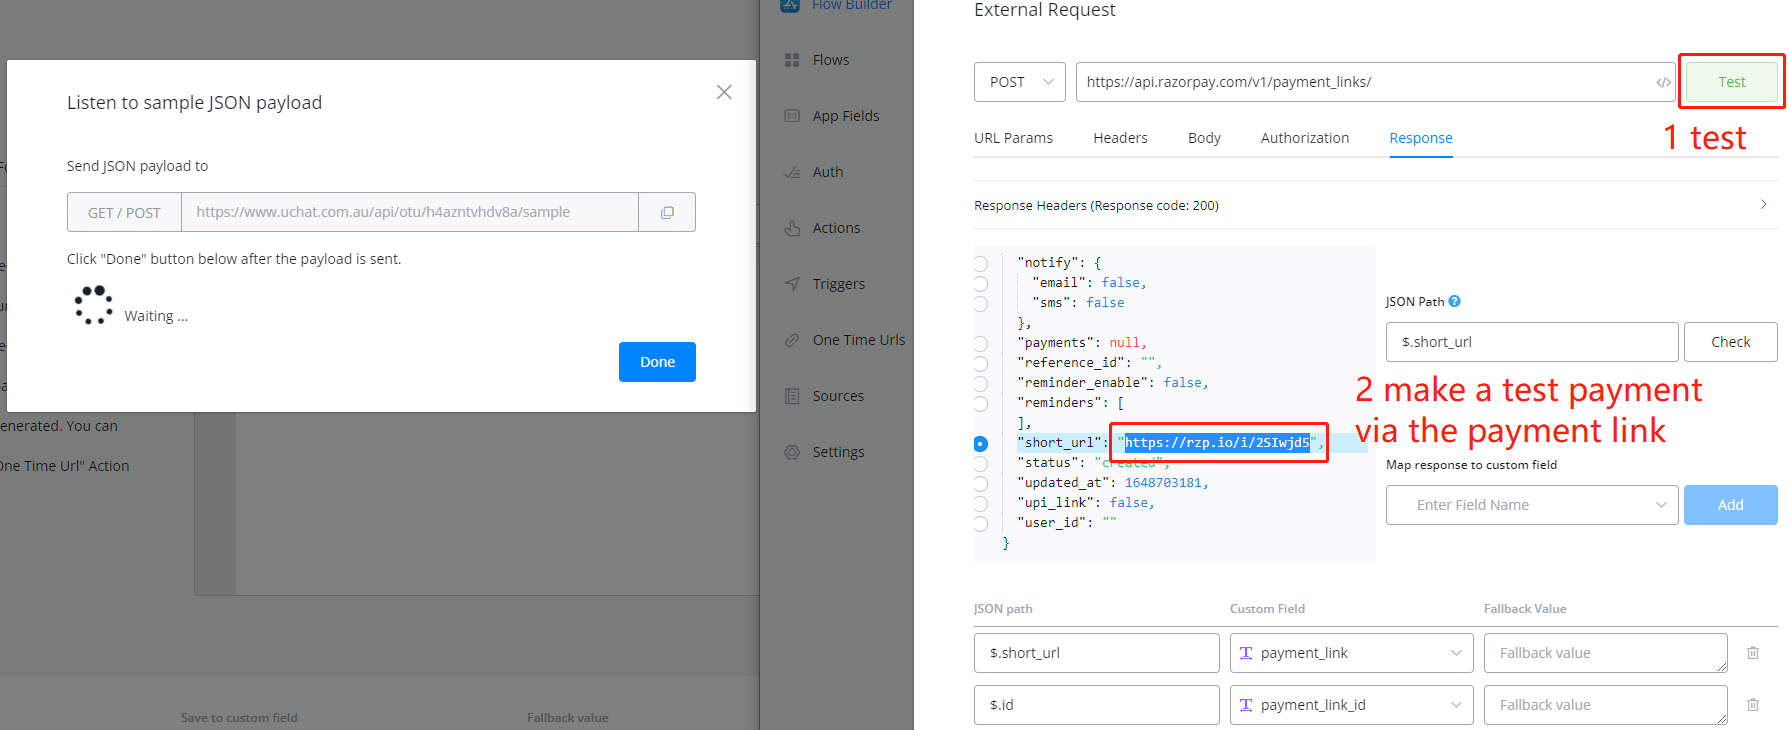 Listen to sample JSON payload
Send JSON payload to
GET / POST
https://www.uchat.com.au/api/otu/h4azntvhdv8a/sample
Click "Done" button below after the payload is sent.
Waiting ...
Done
enerated. You can
One Time Url" Action
Save to custom field
Fallback value
Flow Builder
Flows
App Fields
Auth
Actions
Triggers
One Time Urls
Sources
Settings
External Request
POST
https://api.razorpay.com/v1/payment_links/
</>
Test
1 test
URL Params
Headers
Body
Authorization
Response
Response Headers (Response code: 200)
"notify": {
"email": false,
"sms": false
},
"payments": null,
"reference_id": "",
"reminder_enable": false,
"reminders": [
],
"short_url": "https://rzp.io/i/2SIwjd5",
"status": "created",
"updated_at": 1648703181,
"upi_link": false,
"user_id": ""
}
JSON Path
$.short_url
Check
2 make a test payment
via the payment link
Map response to custom field
Enter Field Name
Add
JSON path
Custom Field
Fallback Value
$.short_url
payment_link
Fallback value
$.id
payment_link_id
Fallback value